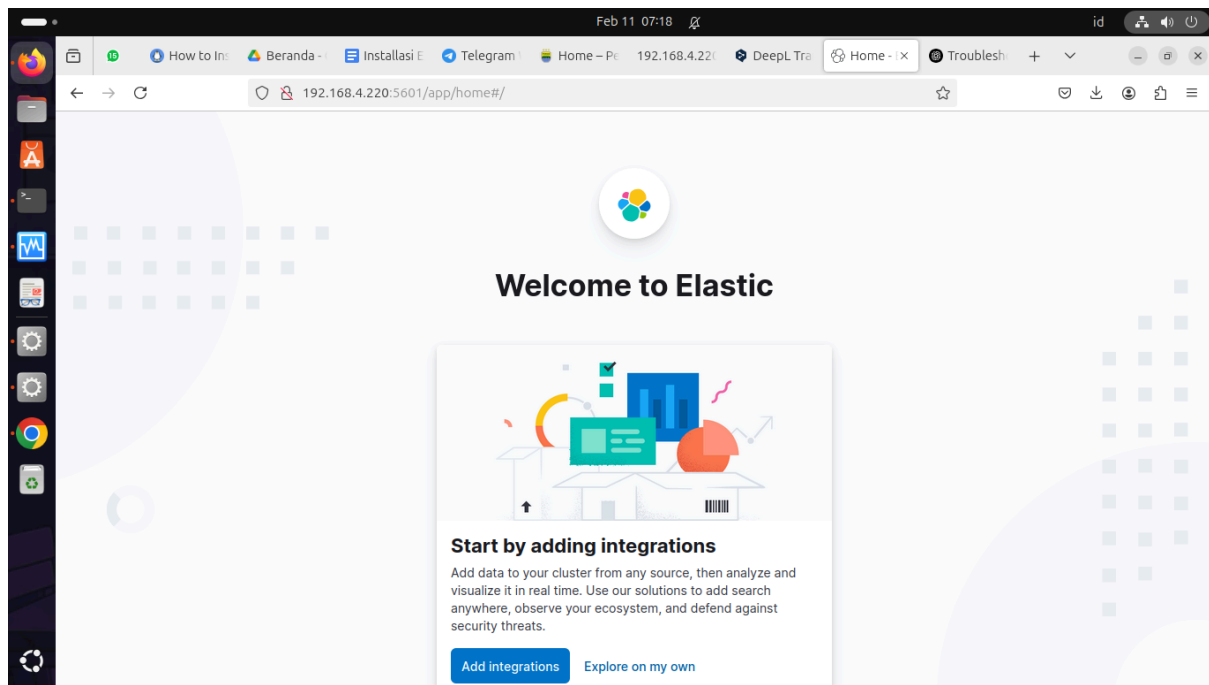 Feb 11 07:18
id
How to Ins
Beranda -
Installasi E
Telegram
Home – Pe
192.168.4.220
DeepL Tra
Home -
Troublesh
192.168.4.220:5601/app/home#/
Welcome to Elastic
Start by adding integrations
Add data to your cluster from any source, then analyze and
visualize it in real time. Use our solutions to add search
anywhere, observe your ecosystem, and defend against
security threats.
Add integrations
Explore on my own